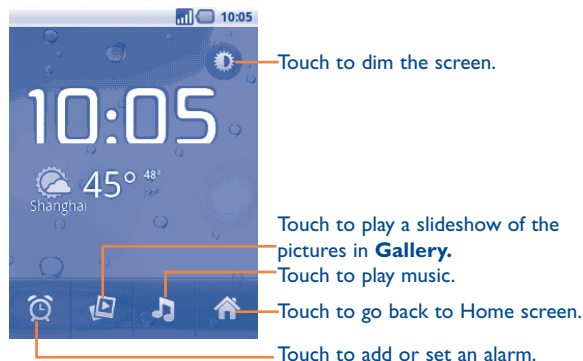 10:05
Touch to dim the screen.
10:05
45° 48°
Shanghai
Touch to play a slideshow of the
pictures in Gallery.
Touch to play music.
Touch to go back to Home screen.
Touch to add or set an alarm.